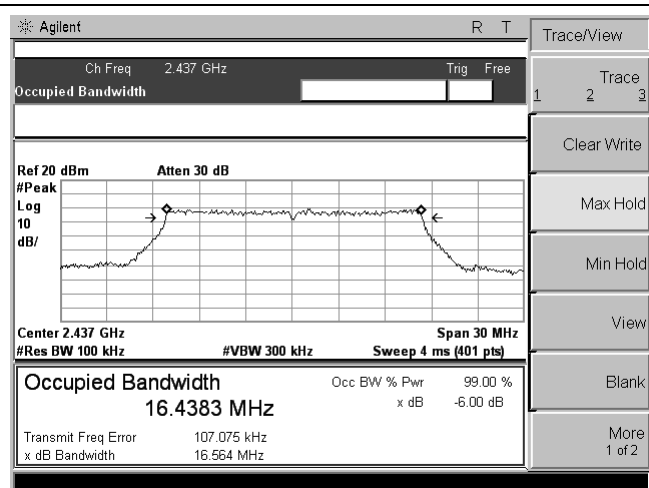 Agilent R T
Trace/View
Ch Freq 2.437 GHz Trig Free
Occupied Bandwidth
Trace
1 2 3
Clear Write
Ref 20 dBm Atten 30 dB
#Peak
Log
10
dB/
Max Hold
Min Hold
Center 2.437 GHz Span 30 MHz
#Res BW 100 kHz #VBW 300 kHz Sweep 4 ms (401 pts)
View
Occupied Bandwidth Occ BW % Pwr 99.00 %
16.4383 MHz x dB -6.00 dB
Blank
Transmit Freq Error 107.075 kHz
x dB Bandwidth 16.564 MHz
More
1 of 2